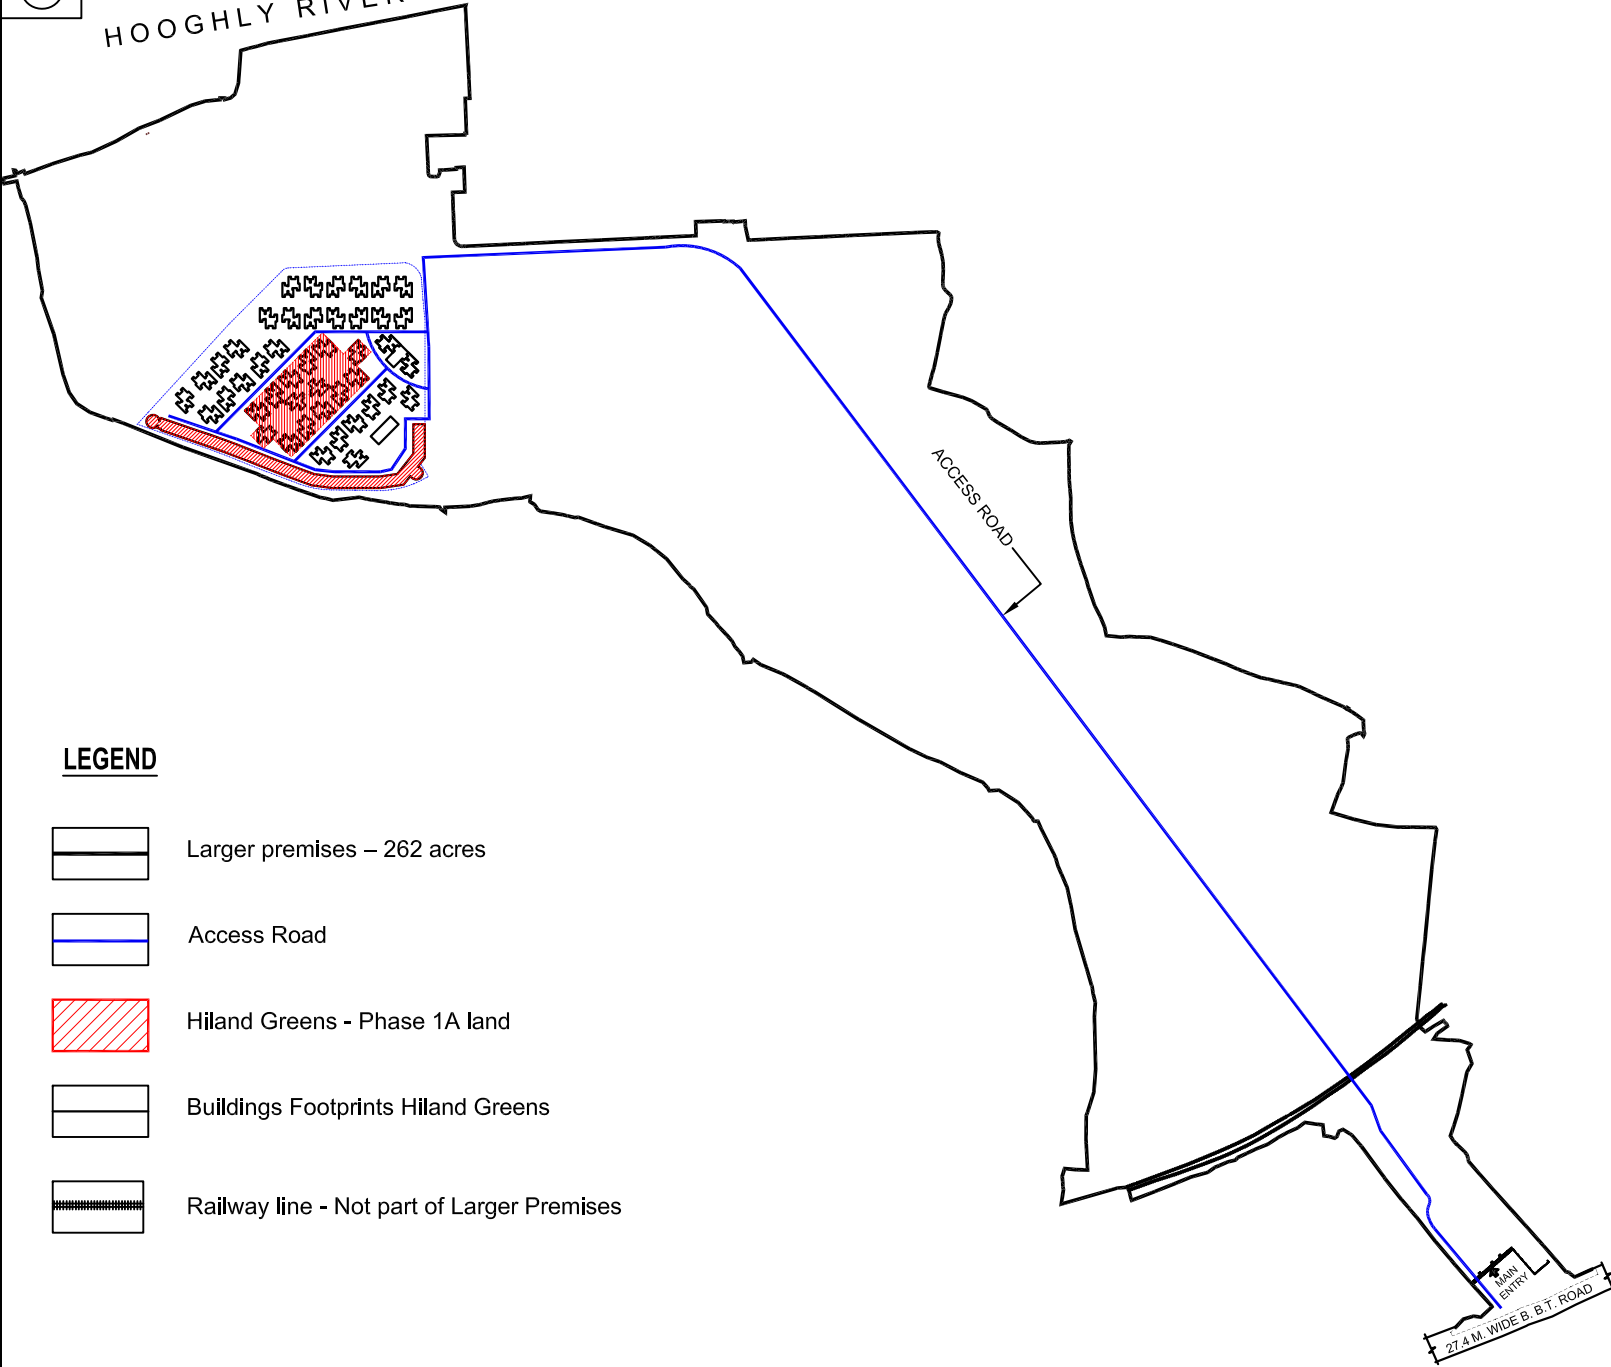 HOOGHLY RIVER
ACCESS ROAD
LEGEND
Larger premises – 262 acres
Access Road
Hiland Greens - Phase 1A land
Buildings Footprints Hiland Greens
Railway line - Not part of Larger Premises
MAIN
ENTRY
27.4 M. WIDE B. B.T. ROAD